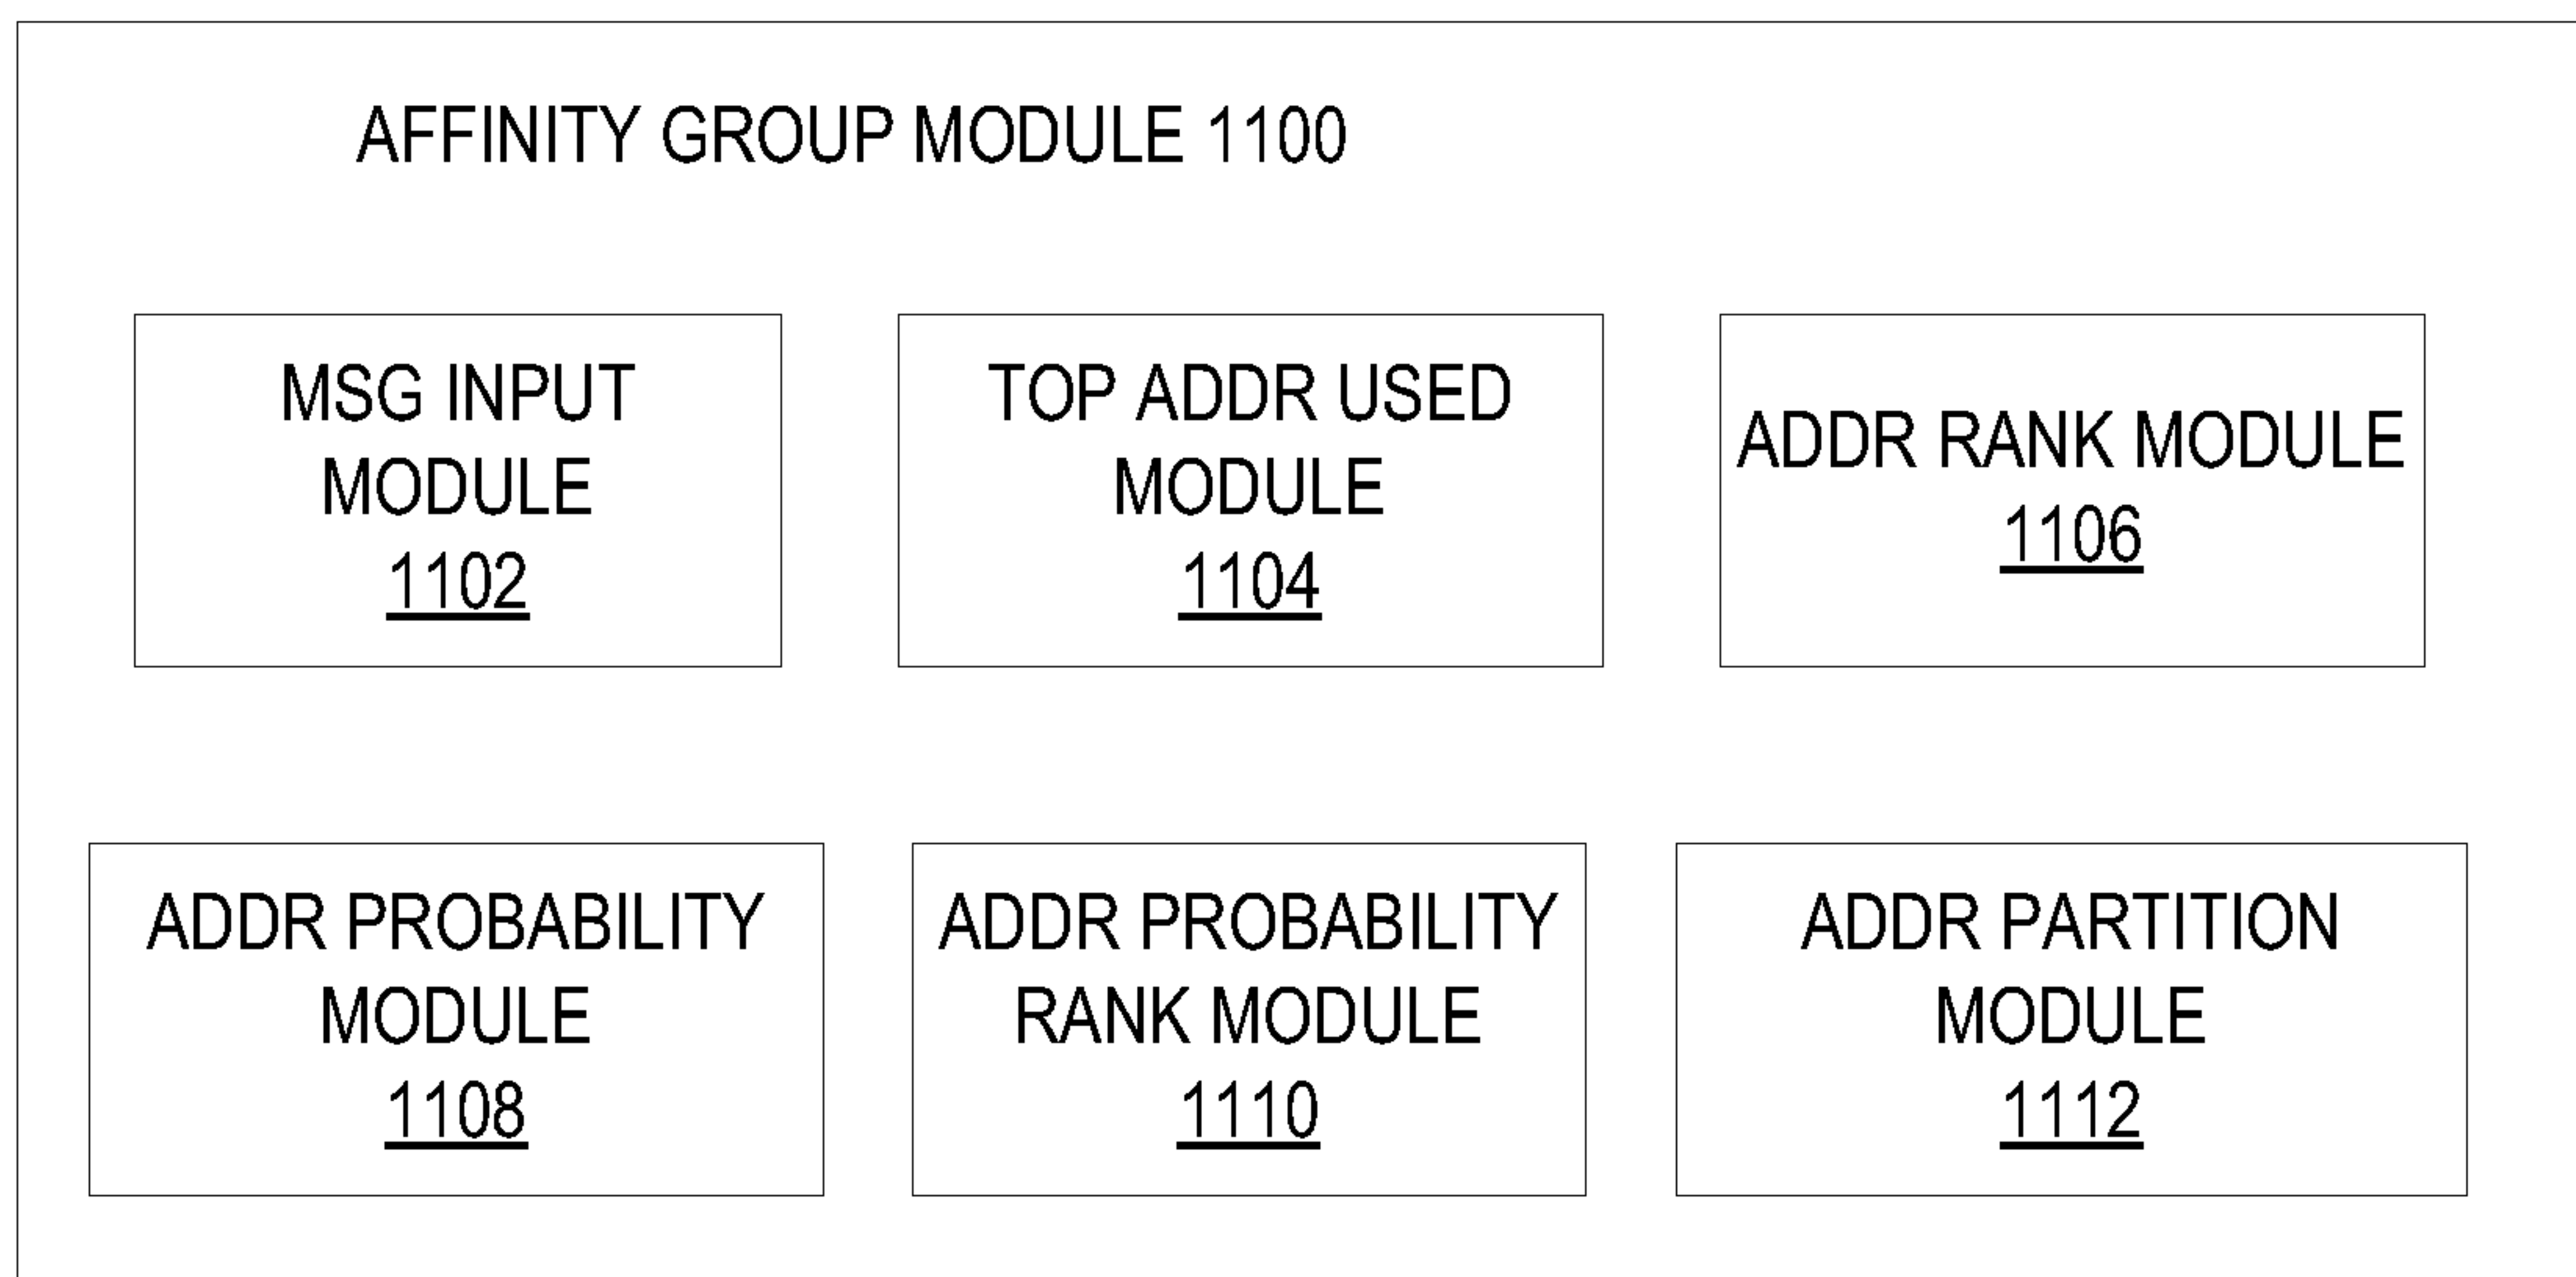 AFFINITY GROUP MODULE 1100
MSG INPUT
MODULE
1102
TOP ADDR USED
MODULE
1104
ADDR RANK MODULE
1106
ADDR PROBABILITY
MODULE
1108
ADDR PROBABILITY
RANK MODULE
1110
ADDR PARTITION
MODULE
1112